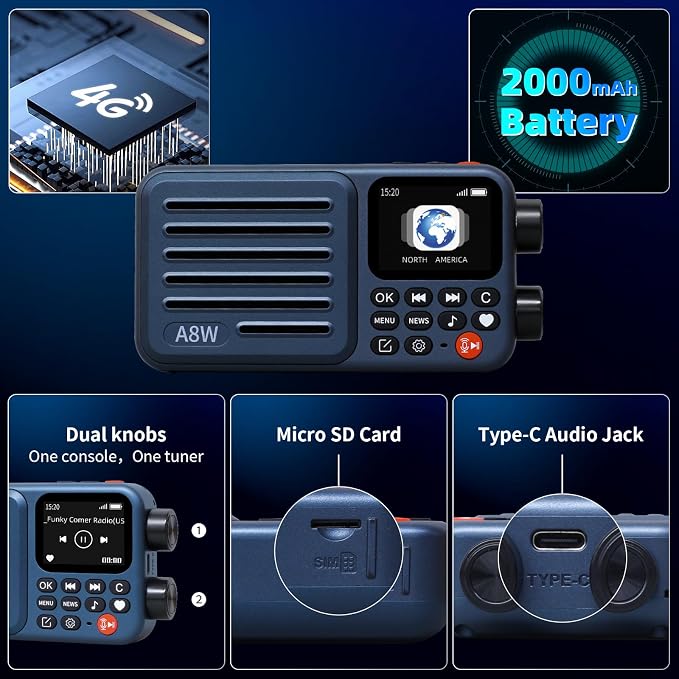 4G
2000mAh
Battery
15:20
NORTH AMERICA
OK
C
MENU
NEWS
A8W
Dual knobs
One console, One tuner
15:20
_Funky Comer Radio(US
00:00
1
OK
C
MENU
NEWS
2
Micro SD Card
SIM
Type-C Audio Jack
TYPE-C